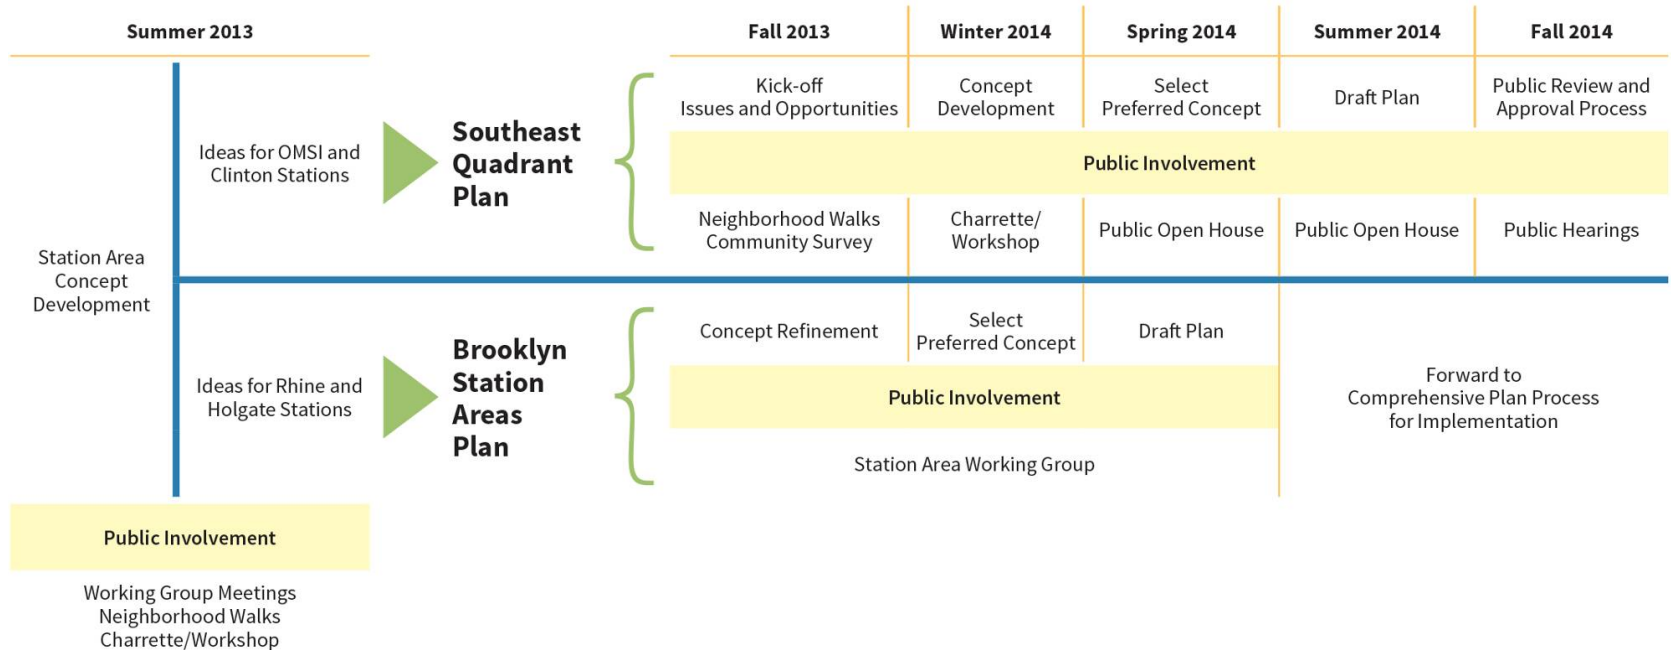 Summer 2013
Fall 2013
Winter 2014
Spring 2014
Summer 2014
Fall 2014
Station Area
Concept
Development
Ideas for OMSI and
Clinton Stations
Southeast
Quadrant
Plan
Kick-off
Issues and Opportunities
Concept
Development
Select
Preferred Concept
Draft Plan
Public Review and
Approval Process
Public Involvement
Neighborhood Walks
Community Survey
Charrette/
Workshop
Public Open House
Public Open House
Public Hearings
Ideas for Rhine and
Holgate Stations
Brooklyn
Station
Areas
Plan
Concept Refinement
Select
Preferred Concept
Draft Plan
Public Involvement
Station Area Working Group
Forward to
Comprehensive Plan Process
for Implementation
Public Involvement
Working Group Meetings
Neighborhood Walks
Charrette/Workshop